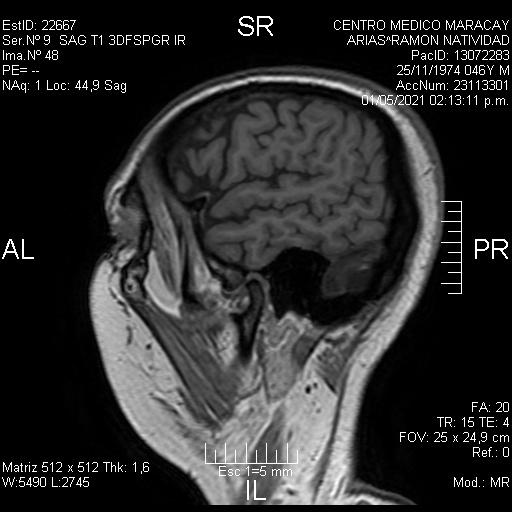 EstID: 22667
Ser.Nº 9 SAG T1 3DFSPGR IR
Ima.Nº 48
PE= --
NAq: 1 Loc: 44,9 Sag
SR
CENTRO MEDICO MARACAY
ARIAS^RAMON NATIVIDAD
PacID: 13072283
25/11/1974 046Y M
AccNum: 23113301
01/05/2021 02:13:11 p.m.
AL
PR
FA: 20
TR: 15 TE: 4
FOV: 25 x 24,9 cm
Ref.: 0
Matriz 512 x 512 Thk: 1,6
W:5490 L:2745
Esc 1=5 mm
IL
Mod.: MR